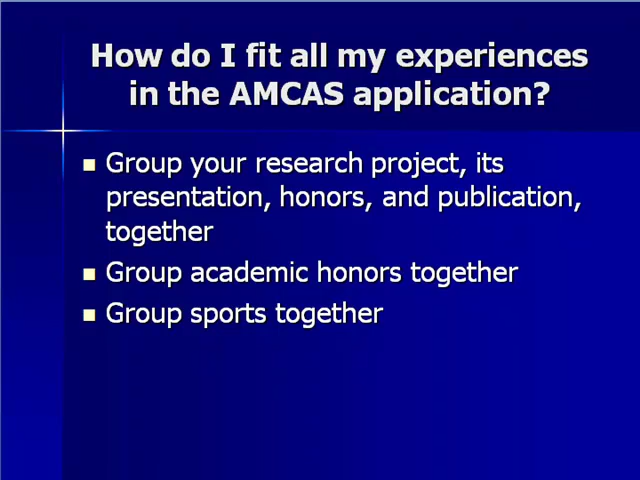 How do I fit all my experiences
in the AMCAS application?
Group your research project, its
presentation, honors, and publication,
together
Group academic honors together
Group sports together